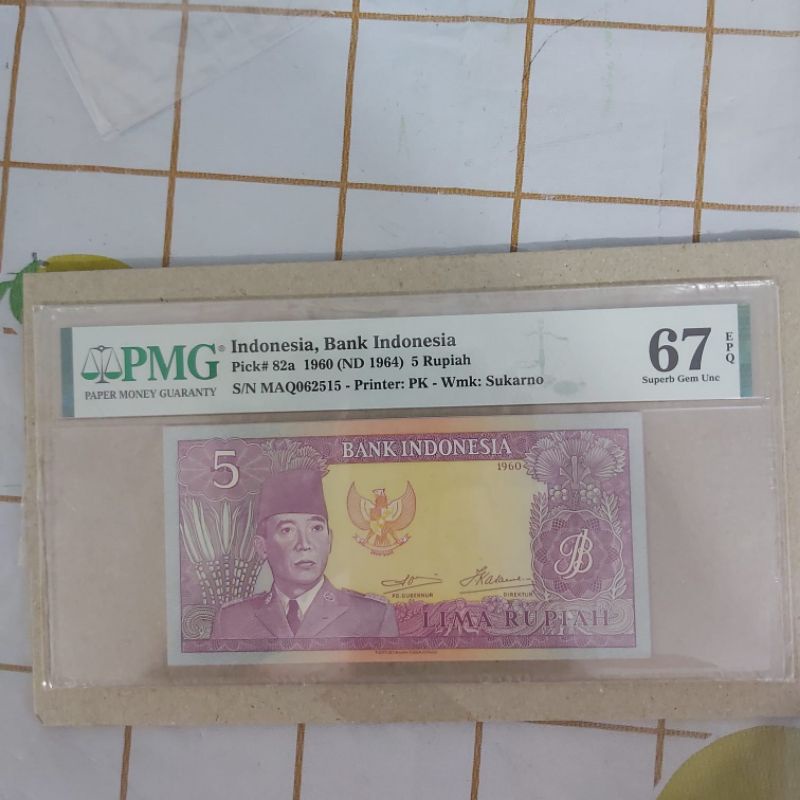 PMG®
PAPER MONEY GUARANTY
Indonesia, Bank Indonesia
Pick# 82a 1960 (ND 1964) 5 Rupiah
S/N MAQ062515 - Printer: PK - Wmk: Sukarno
67
EPQ
Superb Gem Unc
5
BANK INDONESIA
1960
PD. GUBERNUR
DIREKTUR
LIMA RUPIAH